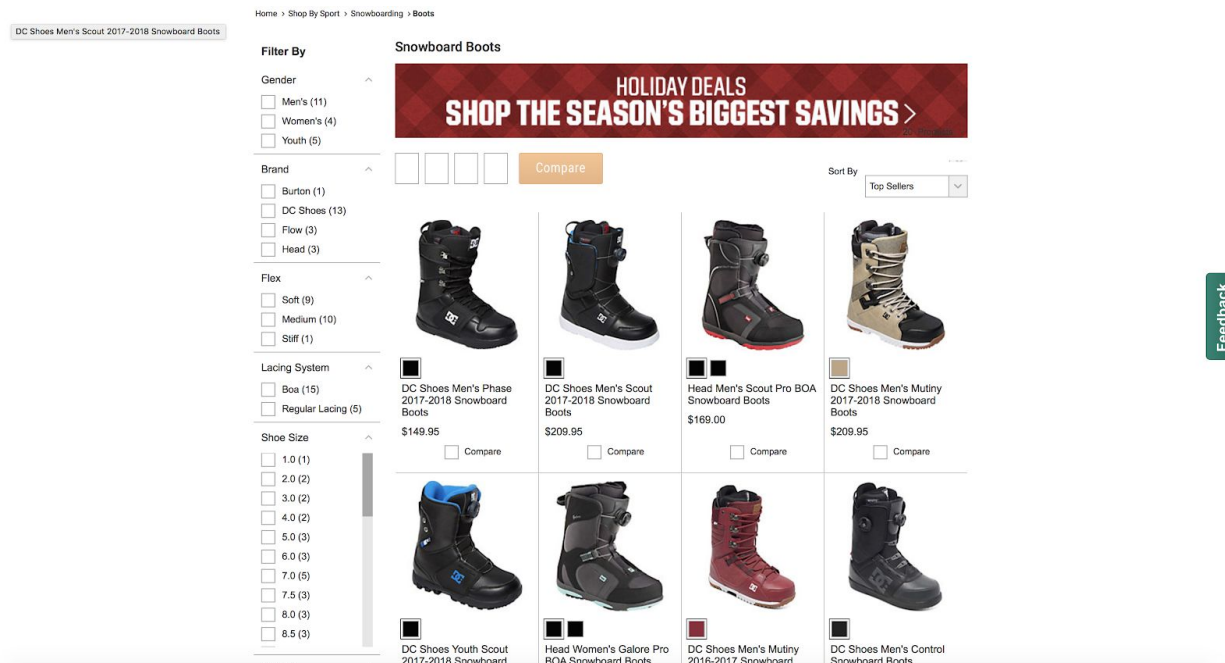 Home › Shop By Sport › Snowboarding › Boots
DC Shoes Men's Scout 2017-2018 Snowboard Boots
Filter By
Gender
Men's (11)
Women's (4)
Youth (5)
Brand
Burton (1)
DC Shoes (13)
Flow (3)
Head (3)
Flex
Soft (9)
Medium (10)
Stiff (1)
Lacing System
Boa (15)
Regular Lacing (5)
Shoe Size
1.0 (1)
2.0 (2)
3.0 (2)
4.0 (2)
5.0 (3)
6.0 (3)
7.0 (5)
7.5 (3)
8.0 (3)
8.5 (3)
Snowboard Boots
HOLIDAY DEALS
SHOP THE SEASON'S BIGGEST SAVINGS
Compare
Sort By
Top Sellers
DC Shoes Men's Phase
2017-2018 Snowboard
Boots
$149.95
Compare
DC Shoes Men's Scout
2017-2018 Snowboard
Boots
$209.95
Compare
Head Men's Scout Pro BOA
Snowboard Boots
$169.00
Compare
DC Shoes Men's Mutiny
2017-2018 Snowboard
Boots
$209.95
Compare
DC Shoes Youth Scout
2017-2018 Snowboard
Head Women's Galore Pro
BOA Snowboard Boots
DC Shoes Men's Mutiny
2016-2017 Snowboard
DC Shoes Men's Control
Snowboard Boots
Feedback